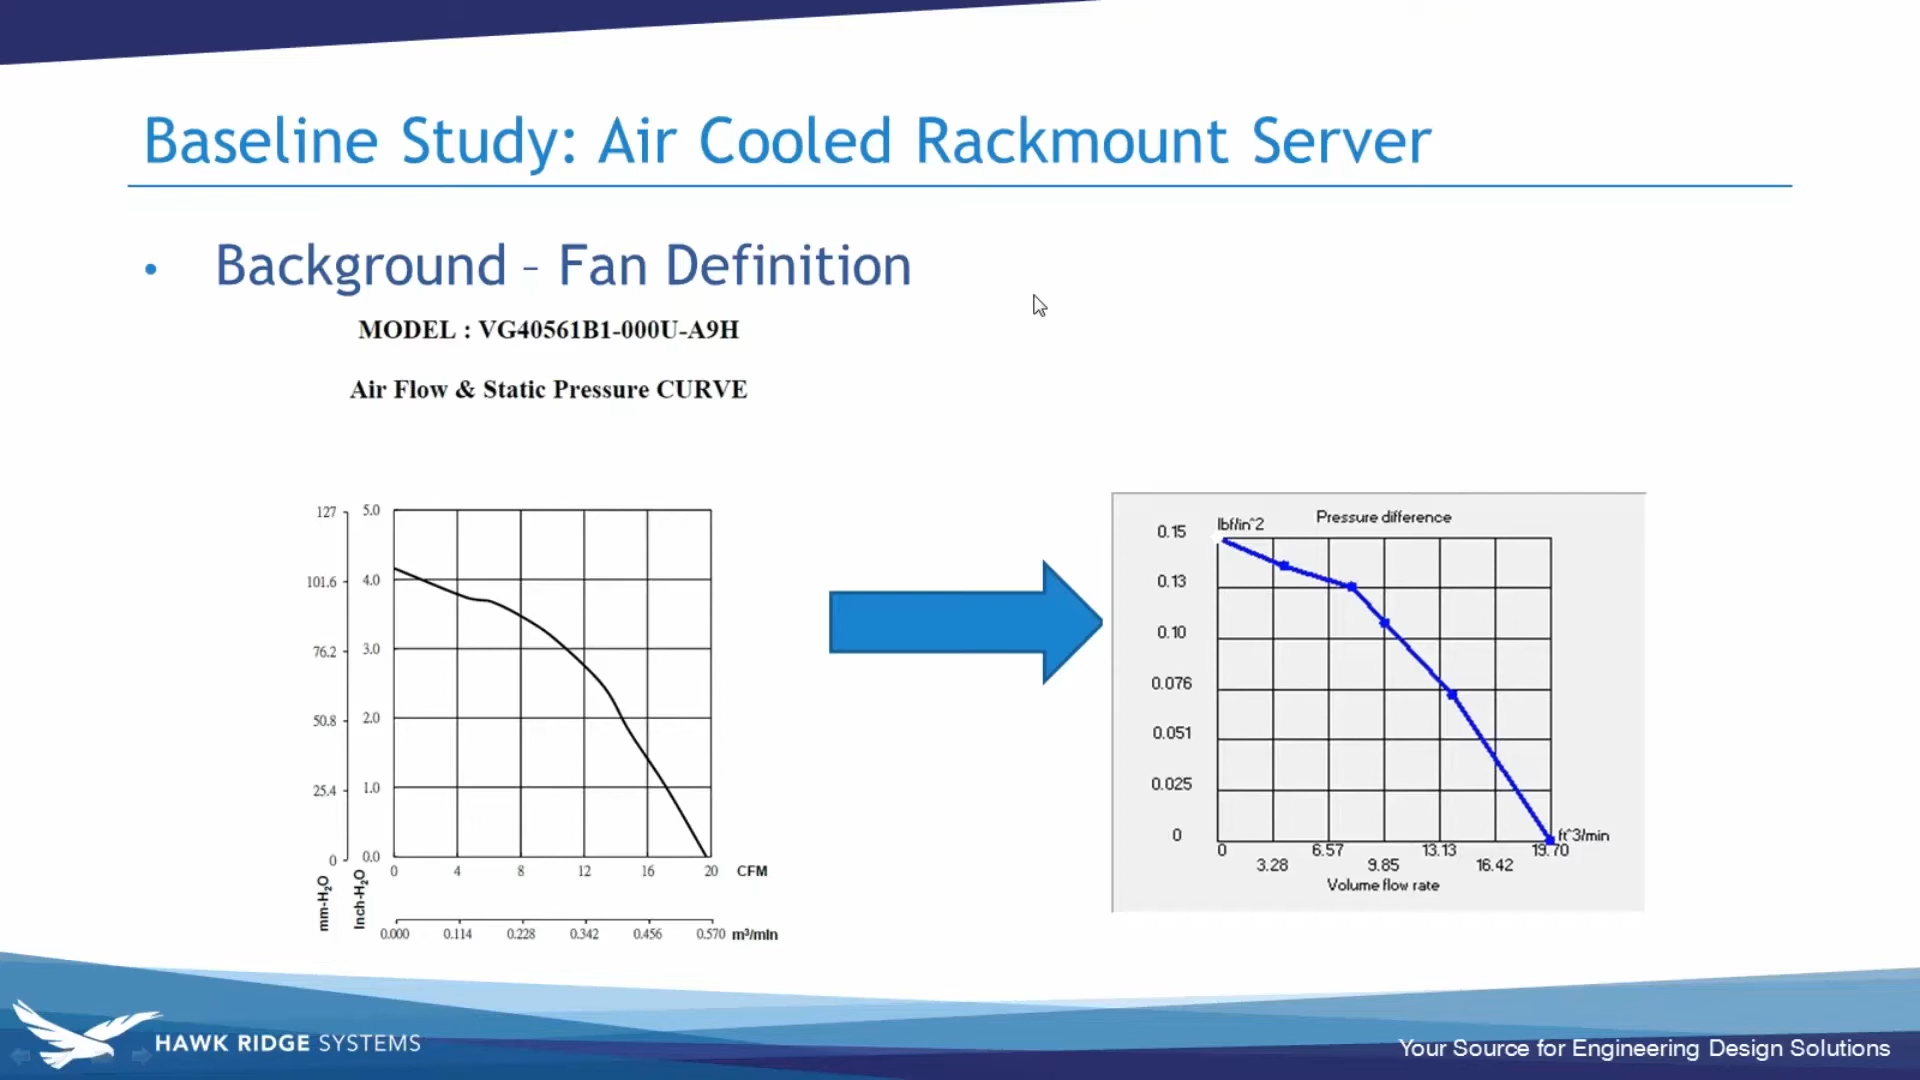 Baseline Study: Air Cooled Rackmount Server
• Background – Fan Definition
MODEL : VG40561B1-000U-A9H
Air Flow & Static Pressure CURVE
127 5.0
101.6 4.0
76.2 3.0
50.8 2.0
25.4 1.0
0 0.0
mm-H₂O Inch-H₂O
0 4 8 12 16 20 CFM
0.000 0.114 0.228 0.342 0.456 0.570 m³/min
Pressure difference
lbf/in^2
0.15
0.13
0.10
0.076
0.051
0.025
0
ft^3/min
0 6.57 13.13 19.70
3.28 9.85 16.42
Volume flow rate
HAWK RIDGE SYSTEMS
Your Source for Engineering Design Solutions